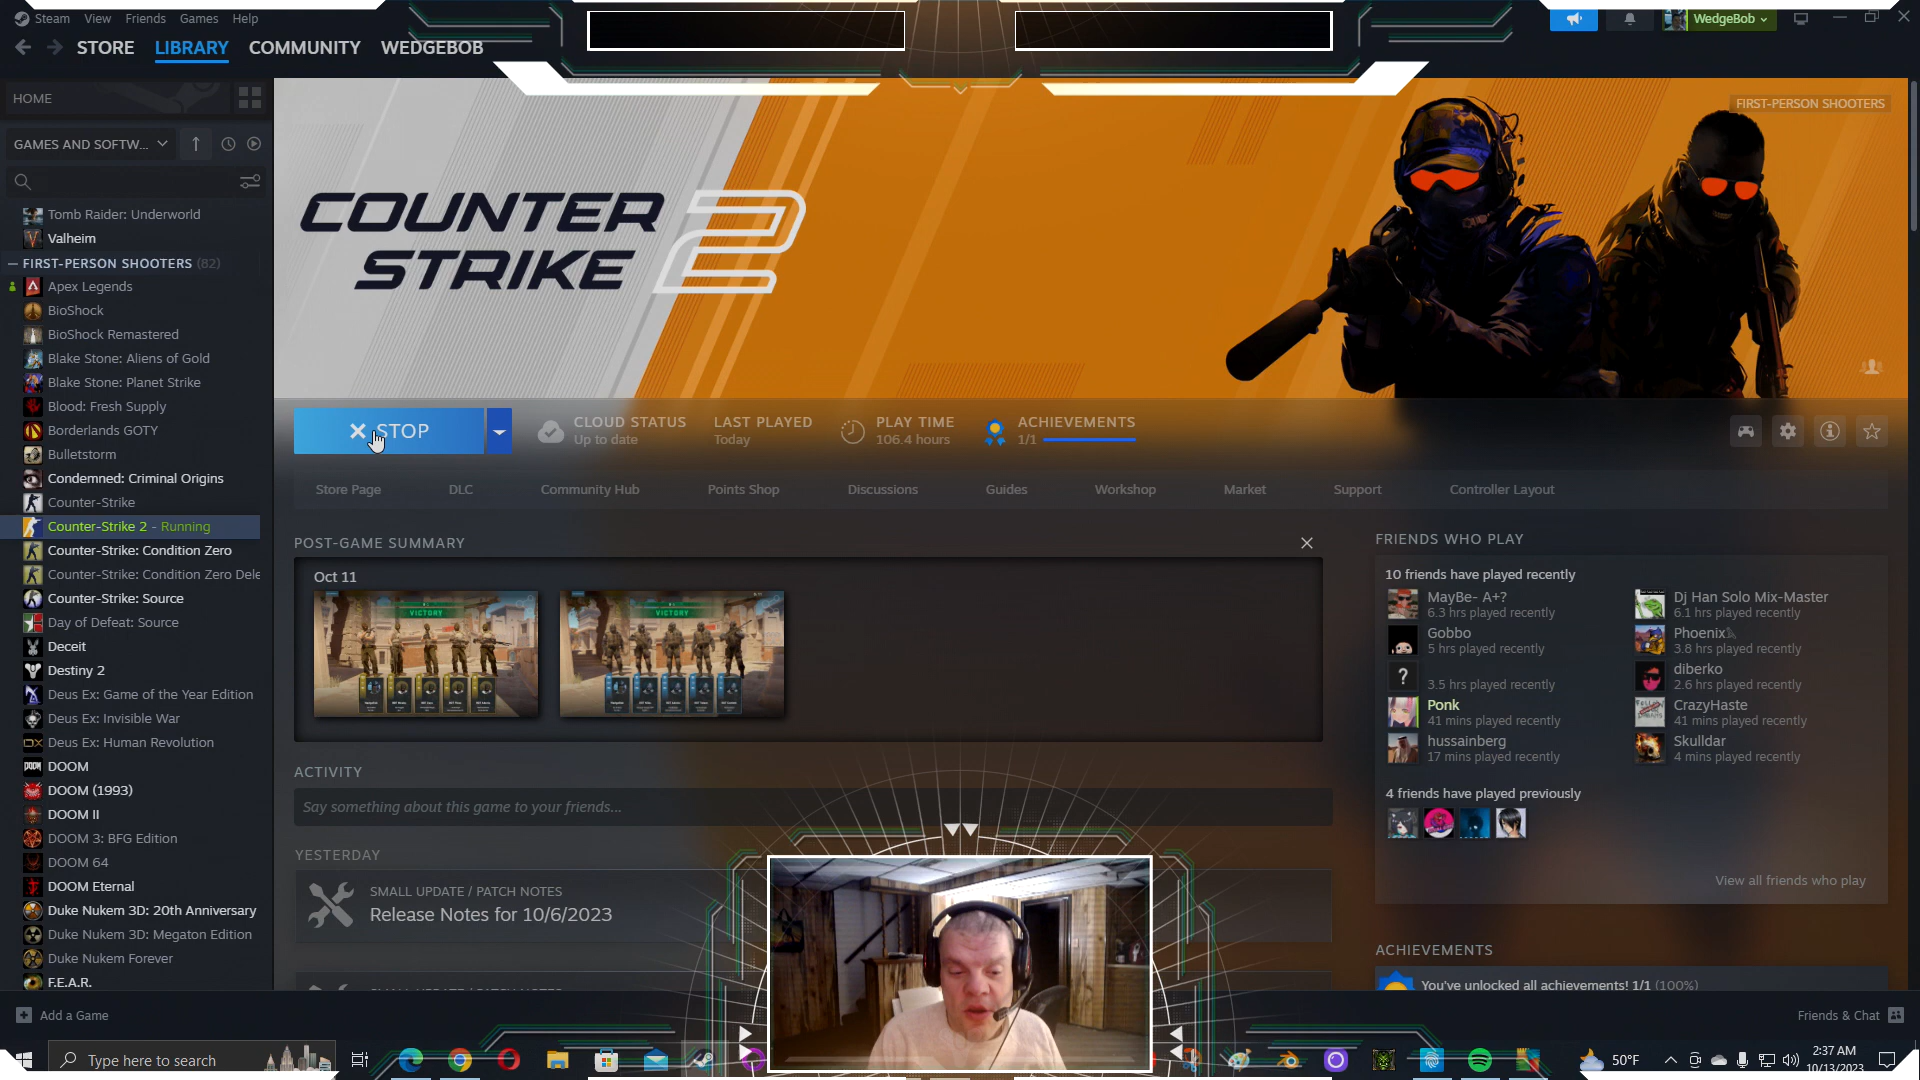 Steam View Friends Games Help
WedgeBob
STORE LIBRARY COMMUNITY WEDGEBOB
HOME
GAMES AND SOFTW...
Tomb Raider: Underworld
Valheim
— FIRST-PERSON SHOOTERS (82)
Apex Legends
BioShock
BioShock Remastered
Blake Stone: Aliens of Gold
Blake Stone: Planet Strike
Blood: Fresh Supply
Borderlands GOTY
Bulletstorm
Condemned: Criminal Origins
Counter-Strike
Counter-Strike 2 - Running
Counter-Strike: Condition Zero
Counter-Strike: Condition Zero Dele
Counter-Strike: Source
Day of Defeat: Source
Deceit
Destiny 2
Deus Ex: Game of the Year Edition
Deus Ex: Invisible War
Deus Ex: Human Revolution
DOOM
DOOM (1993)
DOOM II
DOOM 3: BFG Edition
DOOM 64
DOOM Eternal
Duke Nukem 3D: 20th Anniversary
Duke Nukem 3D: Megaton Edition
Duke Nukem Forever
F.E.A.R.
Add a Game
FIRST-PERSON SHOOTERS
COUNTER
STRIKE 2
STOP
CLOUD STATUS
Up to date
LAST PLAYED
Today
PLAY TIME
106.4 hours
ACHIEVEMENTS
1/1
Store Page DLC Community Hub Points Shop Discussions Guides Workshop Market Support Controller Layout
POST-GAME SUMMARY
Oct 11
VICTORY
VICTORY
ACTIVITY
Say something about this game to your friends...
YESTERDAY
SMALL UPDATE / PATCH NOTES
Release Notes for 10/6/2023
SMALL UPDATE / PATCH NOTES
FRIENDS WHO PLAY
10 friends have played recently
MayBe- A+?
6.3 hrs played recently
Dj Han Solo Mix-Master
6.1 hrs played recently
Gobbo
5 hrs played recently
Phoenix
3.8 hrs played recently
?
3.5 hrs played recently
diberko
2.6 hrs played recently
Ponk
41 mins played recently
CrazyHaste
41 mins played recently
hussainberg
17 mins played recently
Skulldar
4 mins played recently
4 friends have played previously
View all friends who play
ACHIEVEMENTS
You've unlocked all achievements! 1/1 (100%)
Friends & Chat
Type here to search
50°F
2:37 AM
10/13/2023